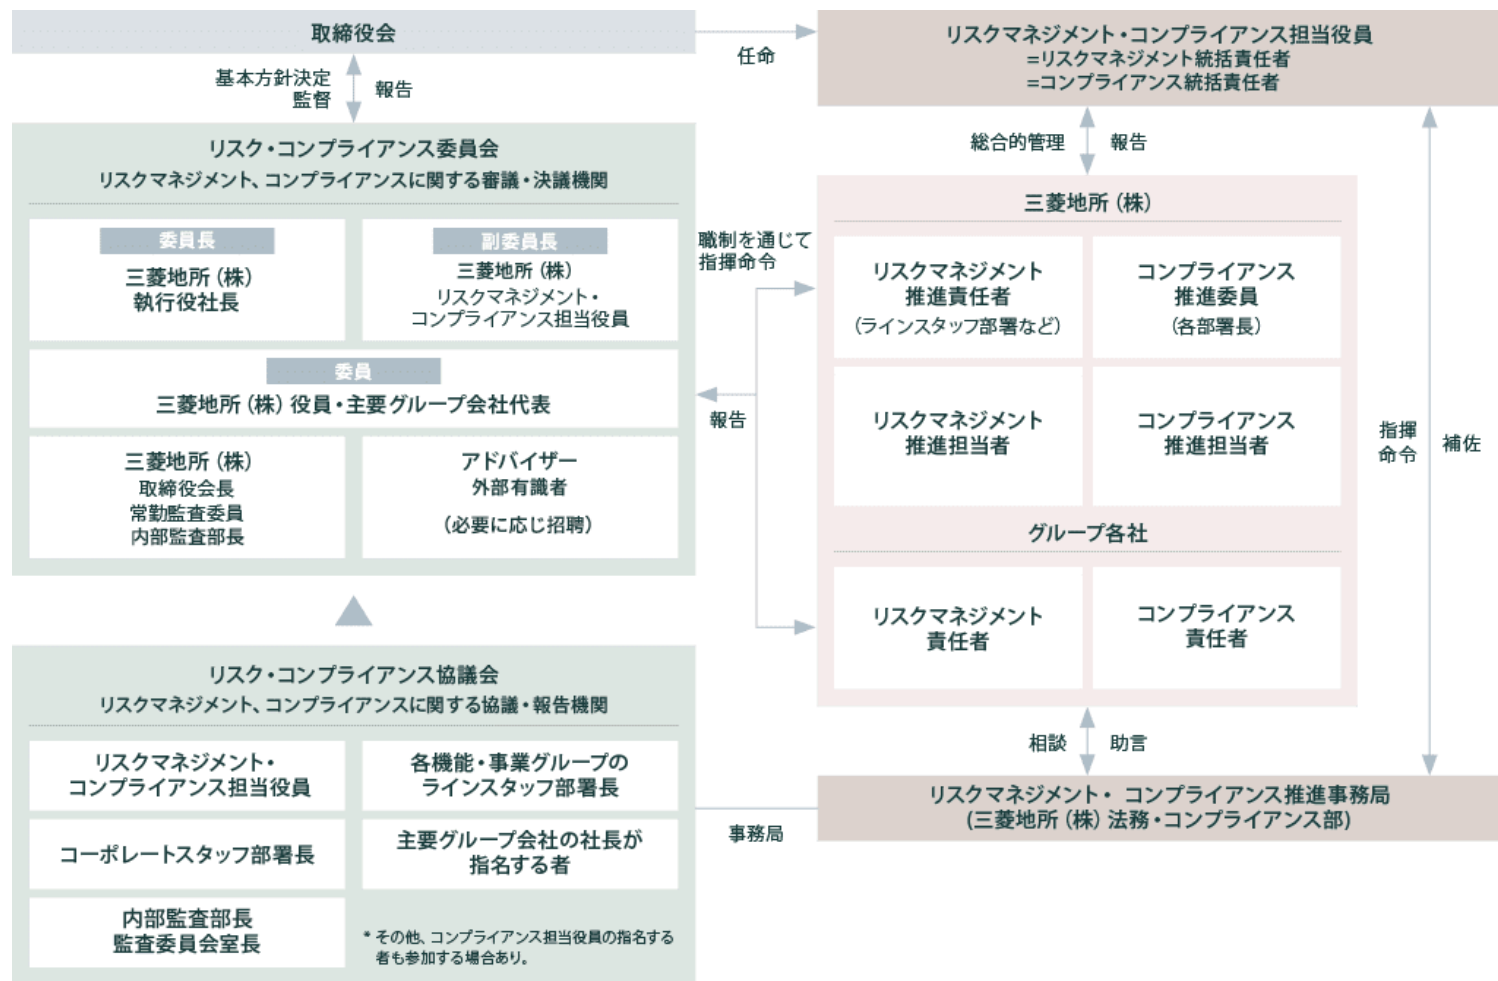 取締役会
基本方針決定
監督
報告
任命
リスクマネジメント・コンプライアンス担当役員
=リスクマネジメント統括責任者
=コンプライアンス統括責任者
リスク・コンプライアンス委員会
リスクマネジメント、コンプライアンスに関する審議・決議機関
委員長
三菱地所（株）
執行役社長
副委員長
三菱地所（株）
リスクマネジメント・
コンプライアンス担当役員
委員
三菱地所（株）役員・主要グループ会社代表
三菱地所（株）
取締役会長
常勤監査委員
内部監査部長
アドバイザー
外部有識者
（必要に応じ招聘）
職制を通じて
指揮命令
報告
総合的管理
報告
三菱地所（株）
リスクマネジメント
推進責任者
（ラインスタッフ部署など）
コンプライアンス
推進委員
（各部署長）
リスクマネジメント
推進担当者
コンプライアンス
推進担当者
グループ各社
リスクマネジメント
責任者
コンプライアンス
責任者
指揮
命令
補佐
相談
助言
リスク・コンプライアンス協議会
リスクマネジメント、コンプライアンスに関する協議・報告機関
リスクマネジメント・
コンプライアンス担当役員
各機能・事業グループの
ラインスタッフ部署長
コーポレートスタッフ部署長
主要グループ会社の社長が
指名する者
内部監査部長
監査委員会室長
* その他、コンプライアンス担当役員の指名する
者も参加する場合あり。
事務局
リスクマネジメント・ コンプライアンス推進事務局
(三菱地所（株）法務・コンプライアンス部)